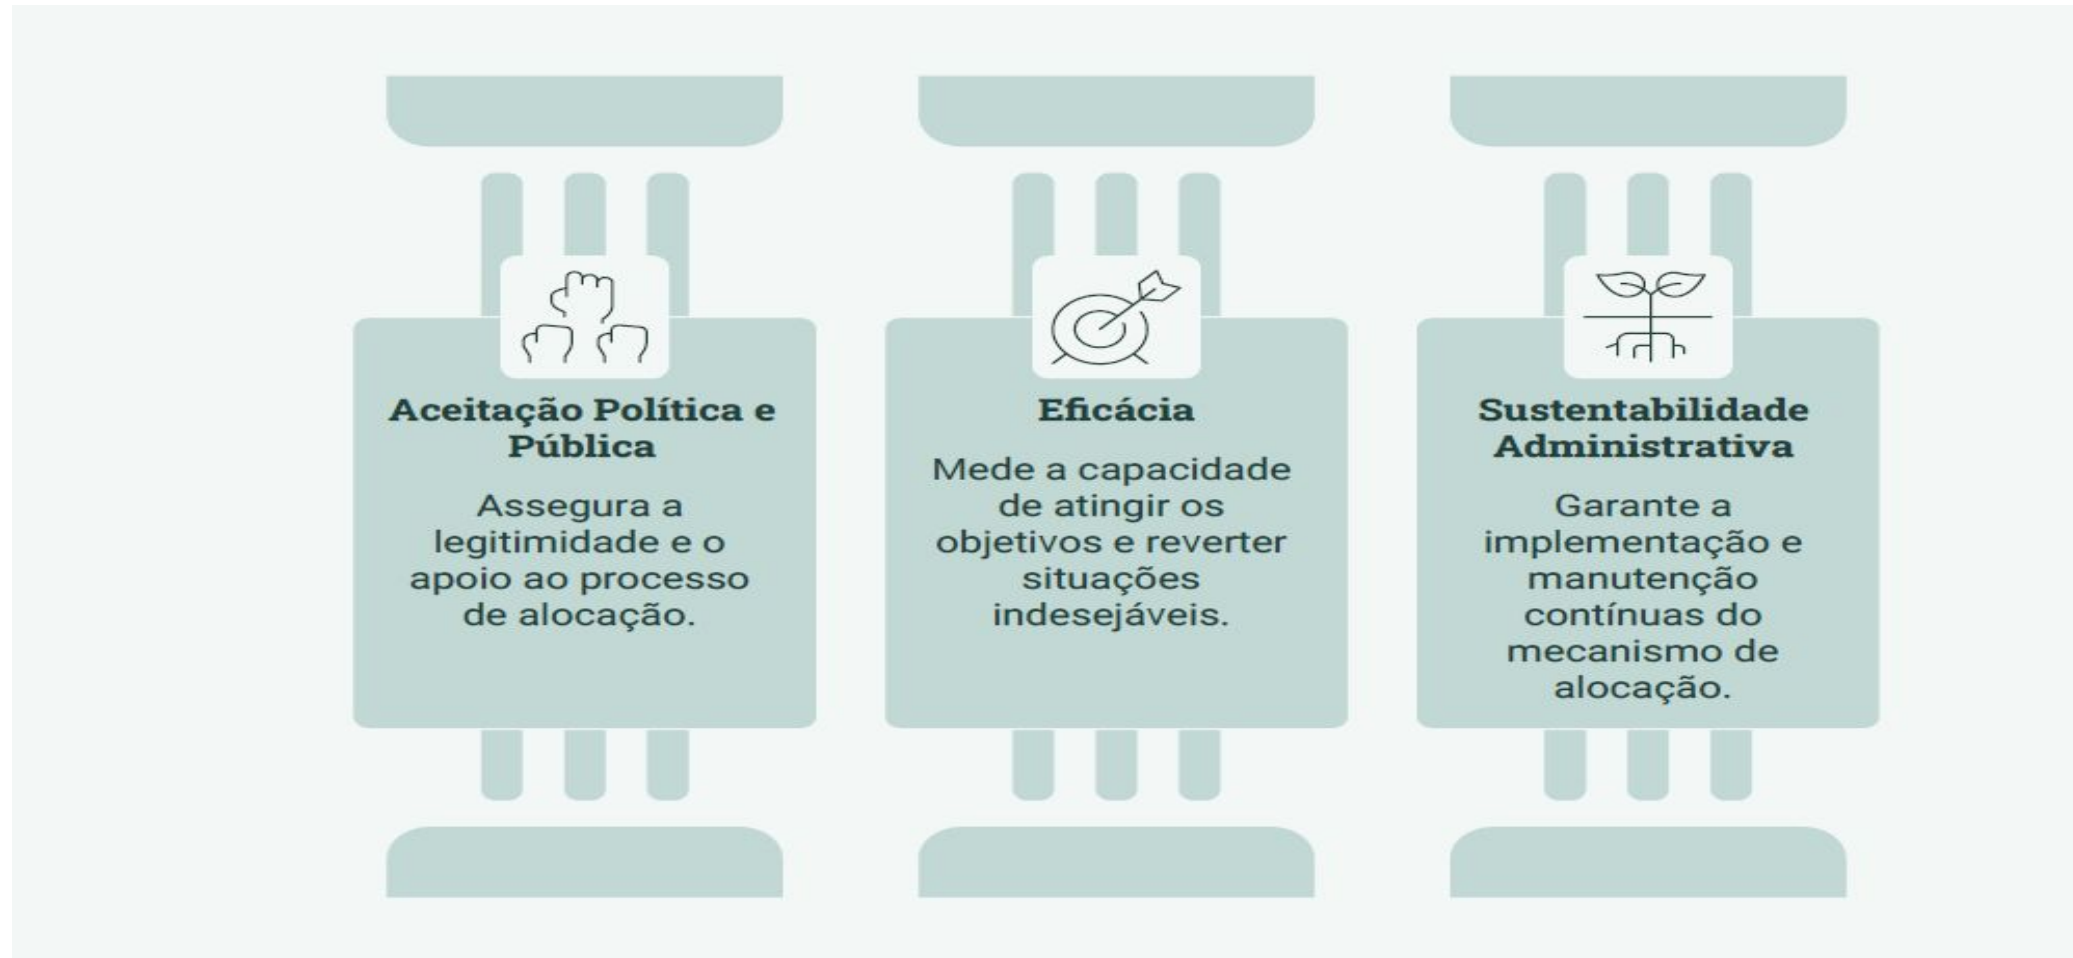 Aceitação Política e
Pública
Assegura a
legitimidade e o
apoio ao processo
de alocação.
Eficácia
Mede a capacidade
de atingir os
objetivos e reverter
situações
indesejáveis.
Sustentabilidade
Administrativa
Garante a
implementação e
manutenção
contínuas do
mecanismo de
alocação.